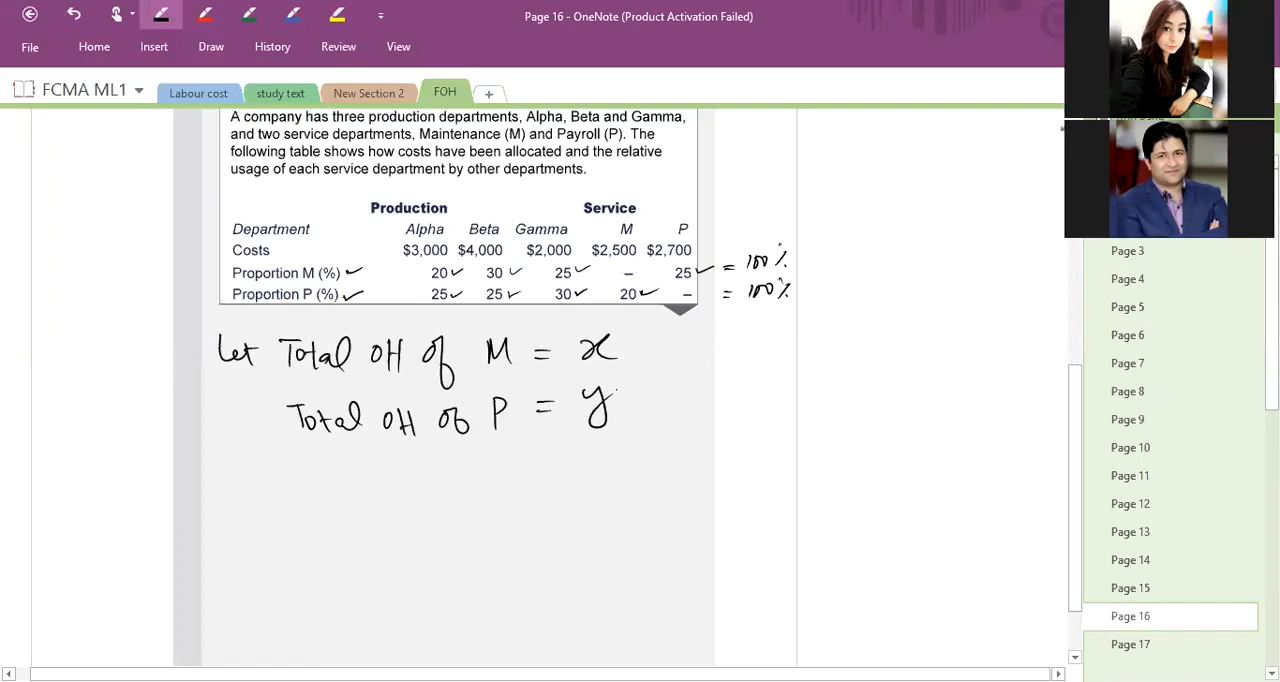 Page 16 - OneNote (Product Activation Failed)
File Home Insert Draw History Review View
FCMA ML1 Labour cost study text New Section 2 FOH +
A company has three production departments, Alpha, Beta and Gamma,
and two service departments, Maintenance (M) and Payroll (P). The
following table shows how costs have been allocated and the relative
usage of each service department by other departments.
Production Service
Department Alpha Beta Gamma M P
Costs $3,000 $4,000 $2,000 $2,500 $2,700
Proportion M (%) ✓ 20 ✓ 30 ✓ 25 ✓ – 25 ✓ = 100%
Proportion P (%) ✓ 25 ✓ 25 ✓ 30 ✓ 20 ✓ – = 100%
Let Total OH of M = x
Total OH of P = y
Page 3
Page 4
Page 5
Page 6
Page 7
Page 8
Page 9
Page 10
Page 11
Page 12
Page 13
Page 14
Page 15
Page 16
Page 17